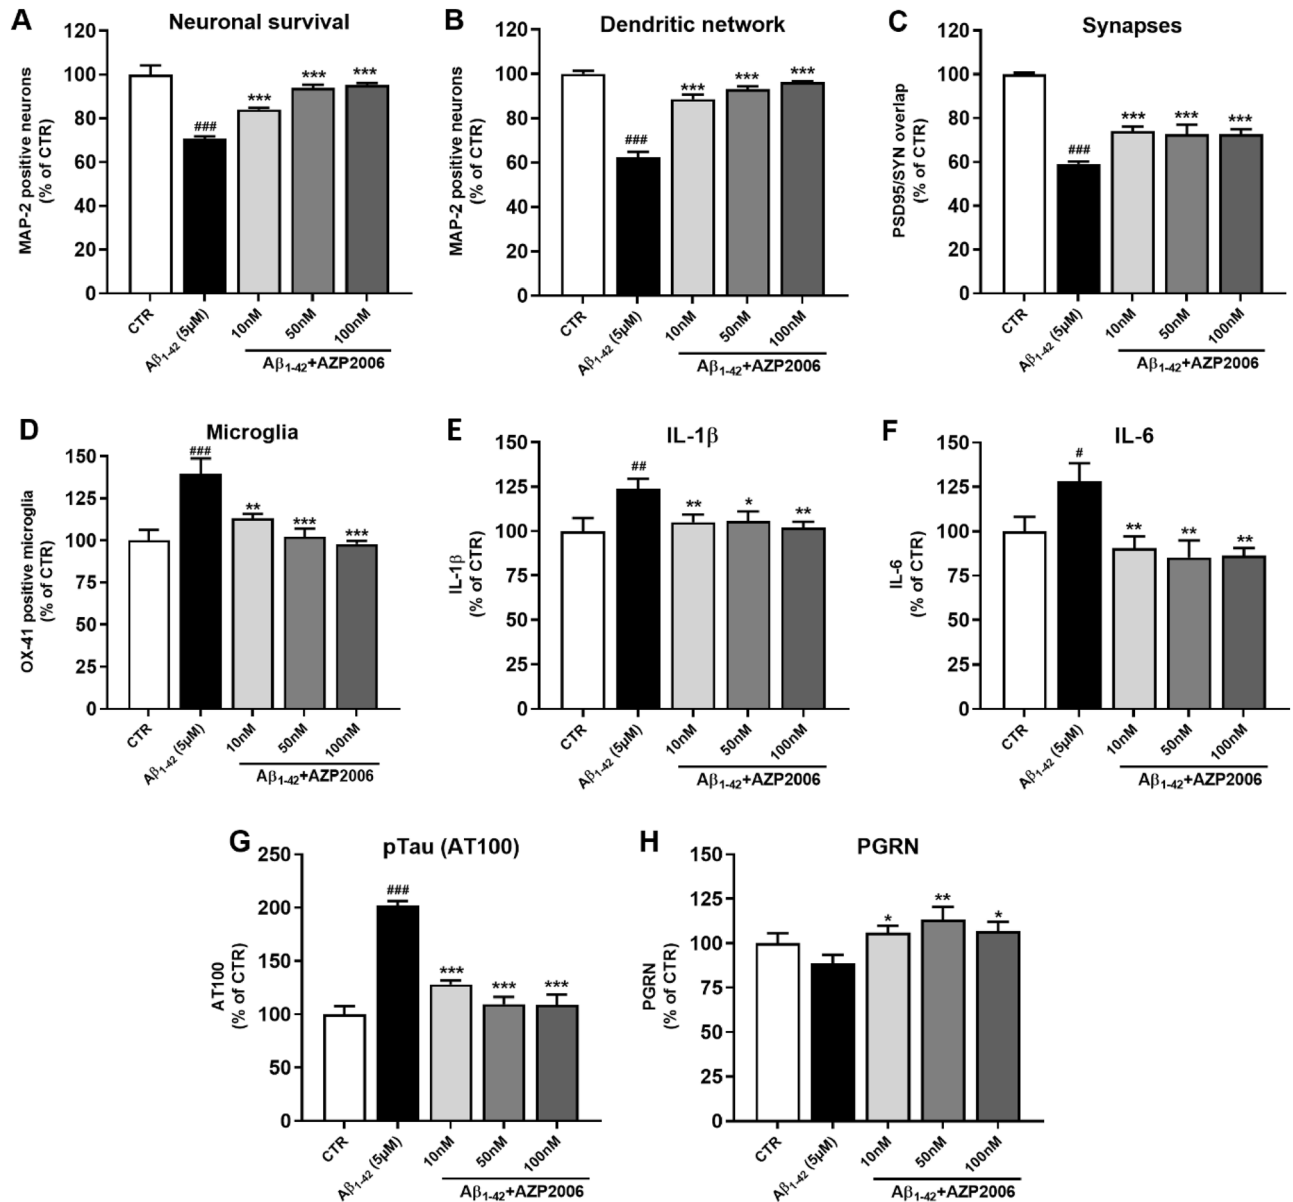 A
Neuronal survival
MAP-2 positive neurons
(% of CTR)
120
100
80
60
40
20
0
###
***
***
***
CTR
Aβ1-42 (5µM)
10nM
50nM
100nM
Aβ1-42+AZP2006
B
Dendritic network
MAP-2 positive neurons
(% of CTR)
120
100
80
60
40
20
0
###
***
***
***
CTR
Aβ1-42 (5µM)
10nM
50nM
100nM
Aβ1-42+AZP2006
C
Synapses
PSD95/SYN overlap
(% of CTR)
120
100
80
60
40
20
0
###
***
***
***
CTR
Aβ1-42 (5µM)
10nM
50nM
100nM
Aβ1-42+AZP2006
D
Microglia
OX-41 positive microglia
(% of CTR)
150
125
100
75
50
25
0
###
**
***
***
CTR
Aβ1-42 (5µM)
10nM
50nM
100nM
Aβ1-42+AZP2006
E
IL-1β
IL-1β
(% of CTR)
150
125
100
75
50
25
0
##
**
*
**
CTR
Aβ1-42 (5µM)
10nM
50nM
100nM
Aβ1-42+AZP2006
F
IL-6
IL-6
(% of CTR)
150
125
100
75
50
25
0
#
**
**
**
CTR
Aβ1-42 (5µM)
10nM
50nM
100nM
Aβ1-42+AZP2006
G
pTau (AT100)
AT100
(% of CTR)
250
200
150
100
50
0
###
***
***
***
CTR
Aβ1-42 (5µM)
10nM
50nM
100nM
Aβ1-42+AZP2006
H
PGRN
PGRN
(% of CTR)
150
125
100
75
50
25
0
*
**
*
CTR
Aβ1-42 (5µM)
10nM
50nM
100nM
Aβ1-42+AZP2006